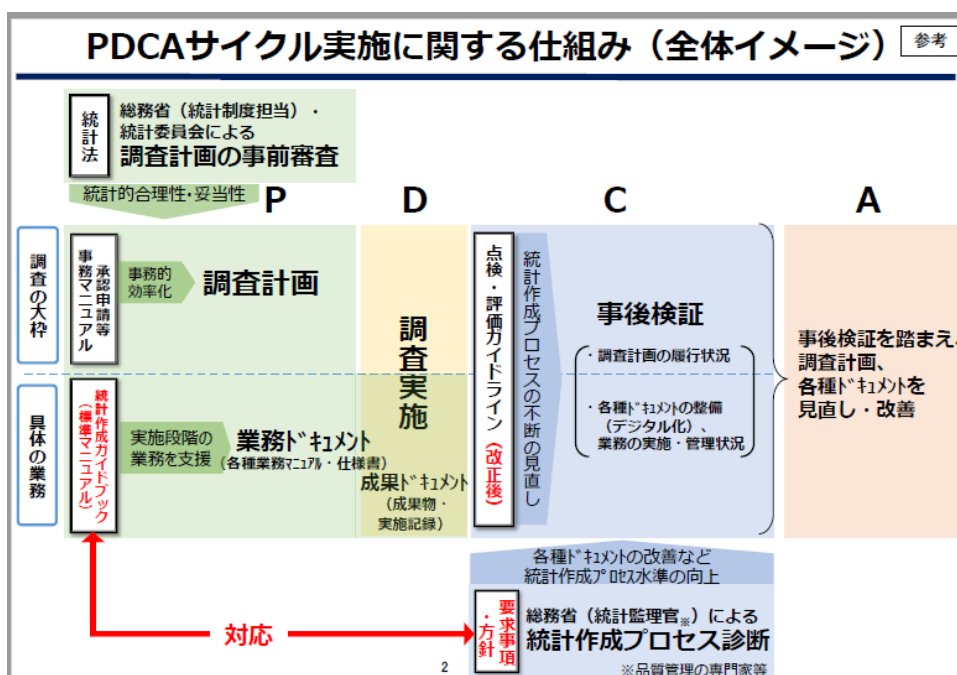 PDCAサイクル実施に関する仕組み（全体イメージ）
参考
統計法
総務省（統計制度担当）・
統計委員会による
調査計画の事前審査
統計的合理性・妥当性
P
D
C
A
調査の大枠
承認申請等
事務マニュアル
事務的
効率化
調査計画
具体の業務
統計作成ガイドブック
（標準マニュアル）
実施段階の
業務を支援
業務ﾄﾞｷｭﾒﾝﾄ
（各種業務ﾏﾆｭｱﾙ・仕様書）
調査実施
成果ﾄﾞｷｭﾒﾝﾄ
（成果物・
実施記録）
点検・評価ガイドライン（改正後）
統計作成プロセスの不断の見直し
事後検証
・調査計画の履行状況
・各種ﾄﾞｷｭﾒﾝﾄの整備
（デジタル化）、
業務の実施・管理状況
事後検証を踏まえ、
調査計画、
各種ﾄﾞｷｭﾒﾝﾄを
見直し・改善
各種ﾄﾞｷｭﾒﾝﾄの改善など
統計作成ﾌﾟﾛｾｽ水準の向上
対応
要求事項
・方針
総務省（統計監理官※）による
統計作成プロセス診断
※品質管理の専門家等
2